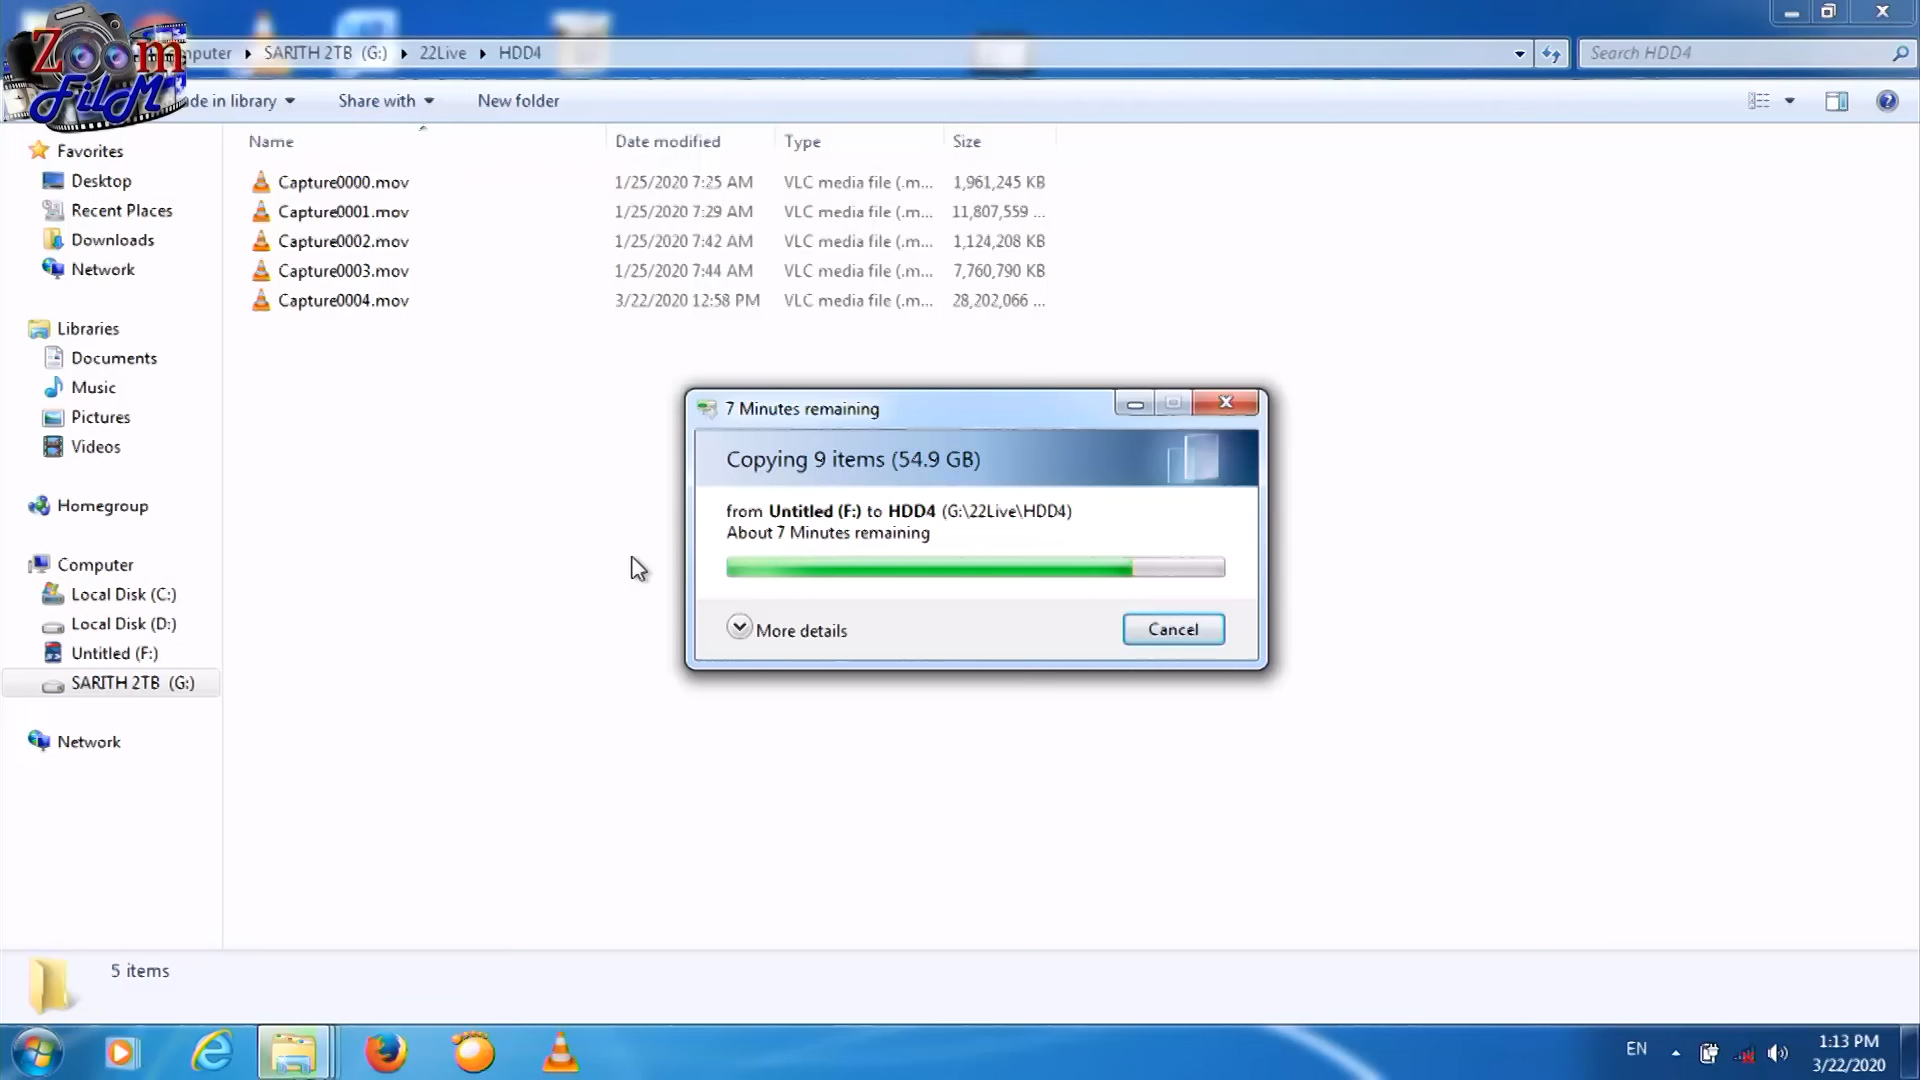 Zoom
FilM
mputer ▸ SARITH 2TB (G:) ▸ 22Live ▸ HDD4
Search HDD4
de in library Share with New folder
Name Date modified Type Size
Capture0000.mov 1/25/2020 7:25 AM VLC media file (.m... 1,961,245 KB
Capture0001.mov 1/25/2020 7:29 AM VLC media file (.m... 11,807,559 ...
Capture0002.mov 1/25/2020 7:42 AM VLC media file (.m... 1,124,208 KB
Capture0003.mov 1/25/2020 7:44 AM VLC media file (.m... 7,760,790 KB
Capture0004.mov 3/22/2020 12:58 PM VLC media file (.m... 28,202,066 ...
Favorites
Desktop
Recent Places
Downloads
Network
Libraries
Documents
Music
Pictures
Videos
Homegroup
Computer
Local Disk (C:)
Local Disk (D:)
Untitled (F:)
SARITH 2TB (G:)
Network
7 Minutes remaining
Copying 9 items (54.9 GB)
from Untitled (F:) to HDD4 (G:\22Live\HDD4)
About 7 Minutes remaining
More details
Cancel
5 items
EN
1:13 PM
3/22/2020